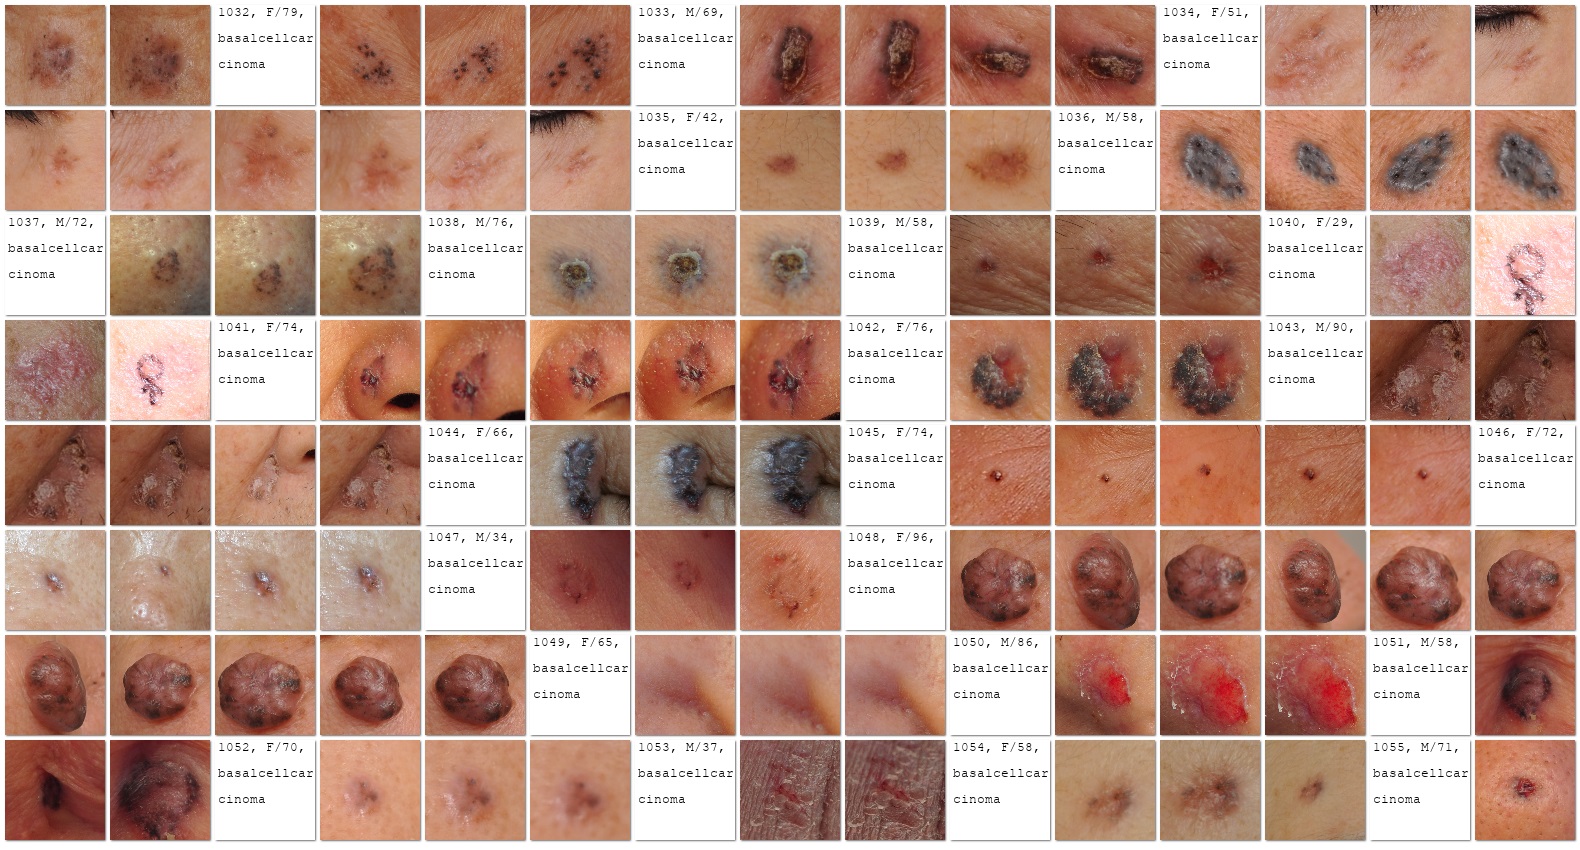 1032, F/79,
basalcellcar
cinoma
1033, M/69,
basalcellcar
cinoma
1034, F/51,
basalcellcar
cinoma
1035, F/42,
basalcellcar
cinoma
1036, M/58,
basalcellcar
cinoma
1037, M/72,
basalcellcar
cinoma
1038, M/76,
basalcellcar
cinoma
1039, M/58,
basalcellcar
cinoma
1040, F/29,
basalcellcar
cinoma
1041, F/74,
basalcellcar
cinoma
1042, F/76,
basalcellcar
cinoma
1043, M/90,
basalcellcar
cinoma
1044, F/66,
basalcellcar
cinoma
1045, F/74,
basalcellcar
cinoma
1046, F/72,
basalcellcar
cinoma
1047, M/34,
basalcellcar
cinoma
1048, F/96,
basalcellcar
cinoma
1049, F/65,
basalcellcar
cinoma
1050, M/86,
basalcellcar
cinoma
1051, M/58,
basalcellcar
cinoma
1052, F/70,
basalcellcar
cinoma
1053, M/37,
basalcellcar
cinoma
1054, F/58,
basalcellcar
cinoma
1055, M/71,
basalcellcar
cinoma